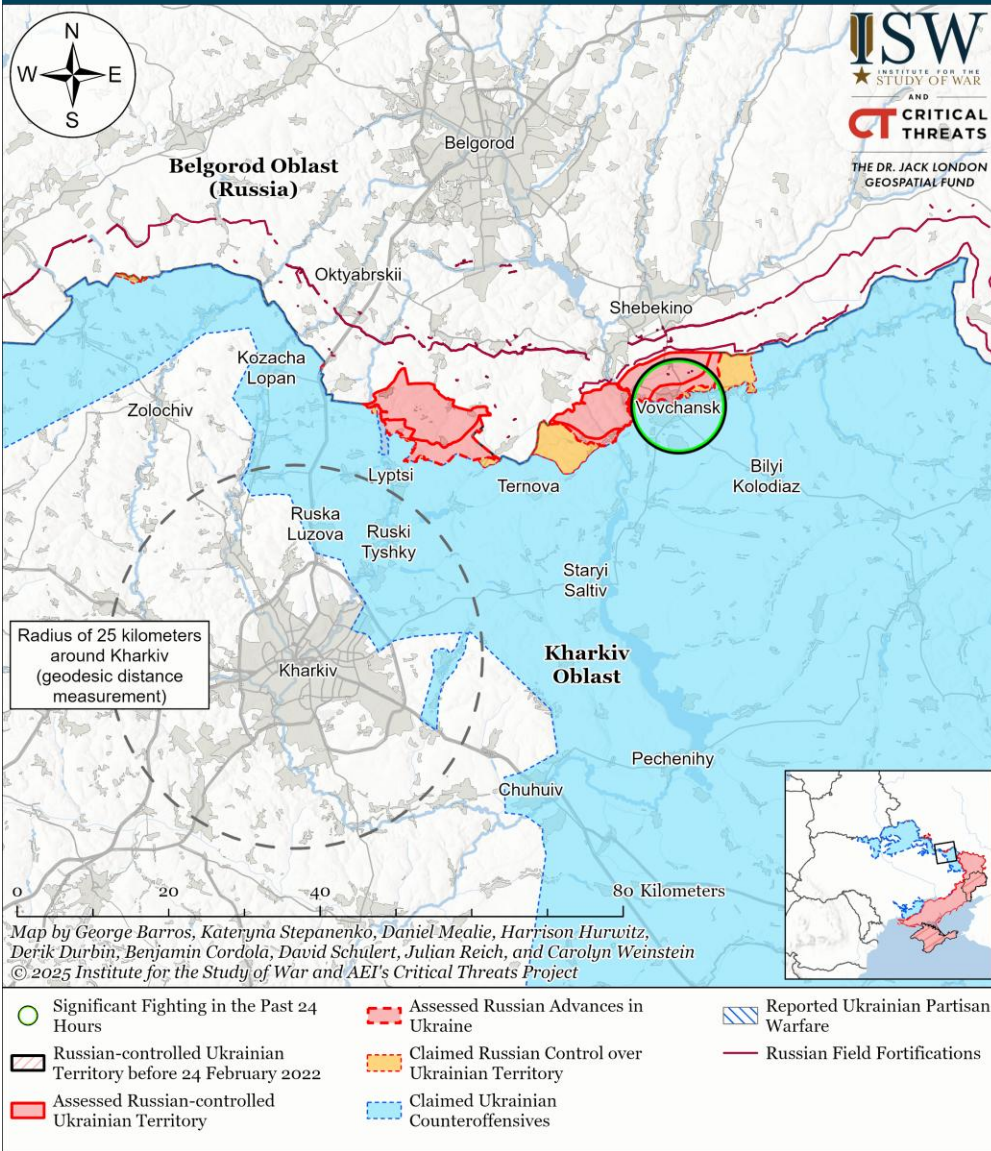 N
W E
S
ISW
INSTITUTE FOR THE
STUDY OF WAR
AND
CT CRITICAL
THREATS
THE DR. JACK LONDON
GEOSPATIAL FUND
Belgorod
Belgorod Oblast
(Russia)
Oktyabrskii
Shebekino
Kozacha
Lopan
Zolochiv
Vovchansk
Lyptsi
Ternova
Bilyi
Kolodiaz
Ruska
Luzova
Ruski
Tyshky
Staryi
Saltiv
Radius of 25 kilometers
around Kharkiv
(geodesic distance
measurement)
Kharkiv
Kharkiv
Oblast
Pechenihy
Chuhuiv
0 20 40 80 Kilometers
Map by George Barros, Kateryna Stepanenko, Daniel Mealie, Harrison Hurwitz,
Derik Durbin, Benjamin Cordola, David Schulert, Julian Reich, and Carolyn Weinstein
© 2025 Institute for the Study of War and AEI's Critical Threats Project
Significant Fighting in the Past 24
Hours
Russian-controlled Ukrainian
Territory before 24 February 2022
Assessed Russian-controlled
Ukrainian Territory
Assessed Russian Advances in
Ukraine
Claimed Russian Control over
Ukrainian Territory
Claimed Ukrainian
Counteroffensives
Reported Ukrainian Partisan
Warfare
Russian Field Fortifications